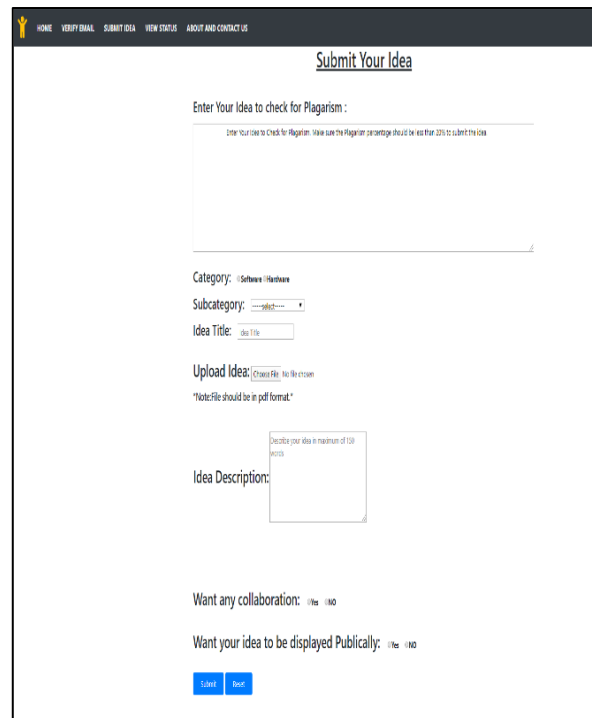 HOME VERIFY EMAIL SUBMIT IDEA VIEW STATUS ABOUT AND CONTACT US
Submit Your Idea
Enter Your Idea to check for Plagarism :
Enter Your Idea to Check for Plagarism. Make sure the Plagarism percentage should be less than 20% to submit the idea
Category: Software Hardware
Subcategory: -----select-----
Idea Title: Idea Title
Upload Idea: Choose File No file chosen
"Note:File should be in pdf format."
Describe your idea in maximum of 150
words
Idea Description:
Want any collaboration: Yes NO
Want your idea to be displayed Publically: Yes NO
Submit Reset